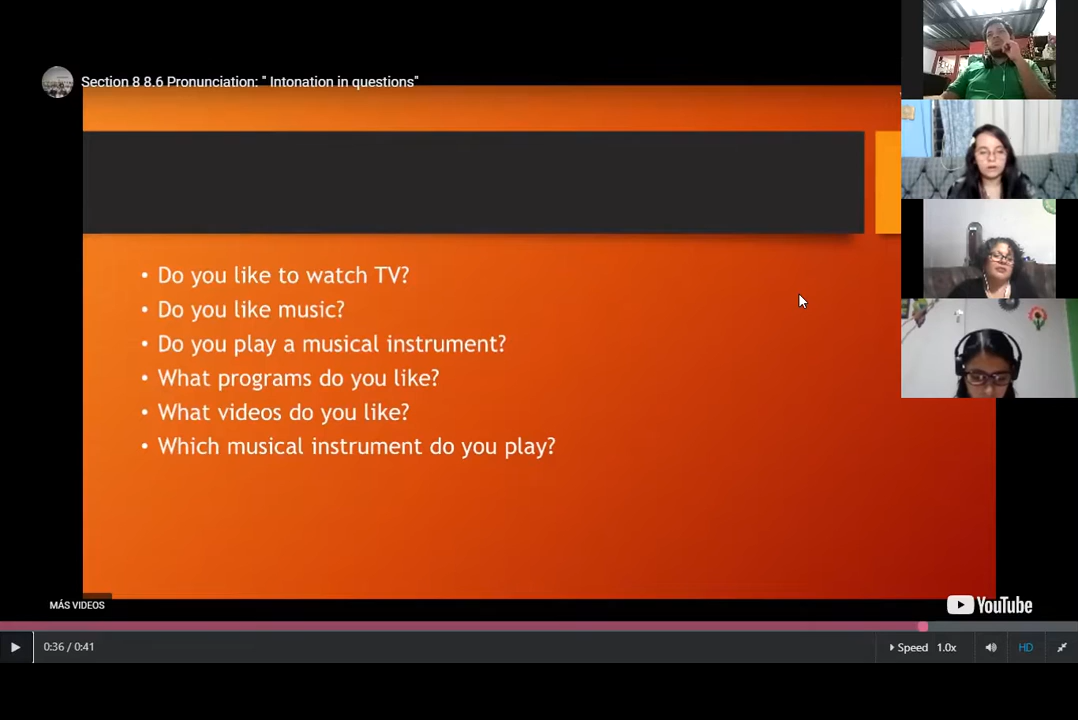 Section 8 8.6 Pronunciation: " Intonation in questions"
• Do you like to watch TV?
• Do you like music?
• Do you play a musical instrument?
• What programs do you like?
• What videos do you like?
• Which musical instrument do you play?
MÁS VIDEOS
YouTube
0:36 / 0:41
Speed 1.0x
HD